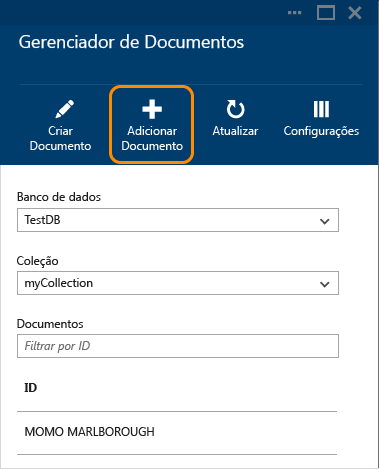 Gerenciador de Documentos
Criar
Documento
Adicionar
Documento
Atualizar
Configurações
Banco de dados
TestDB
Coleção
myCollection
Documentos
Filtrar por ID
ID
MOMO MARLBOROUGH